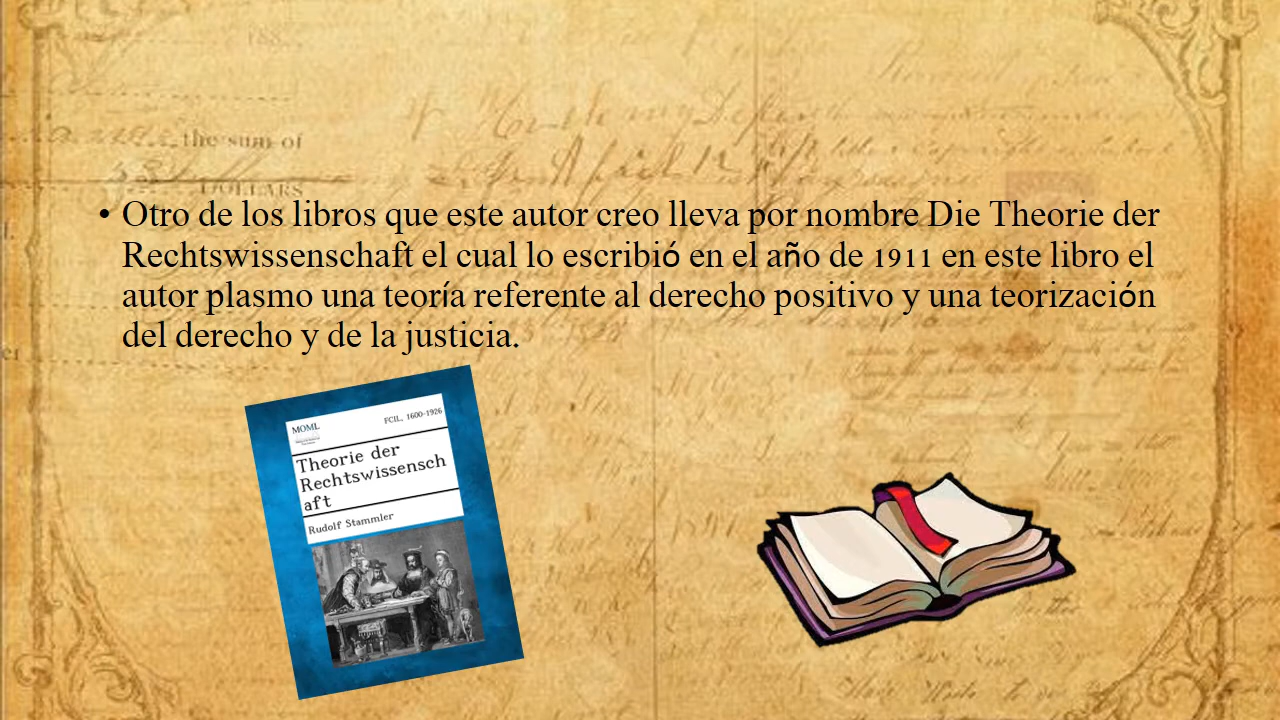 the sum of
DOLLARS
• Otro de los libros que este autor creo lleva por nombre Die Theorie der
Rechtswissenschaft el cual lo escribió en el año de 1911 en este libro el
autor plasmo una teoría referente al derecho positivo y una teorización
del derecho y de la justicia.
MOML
FCIL, 1600-1926
Theorie der
Rechtswissensch
aft
Rudolf Stammler